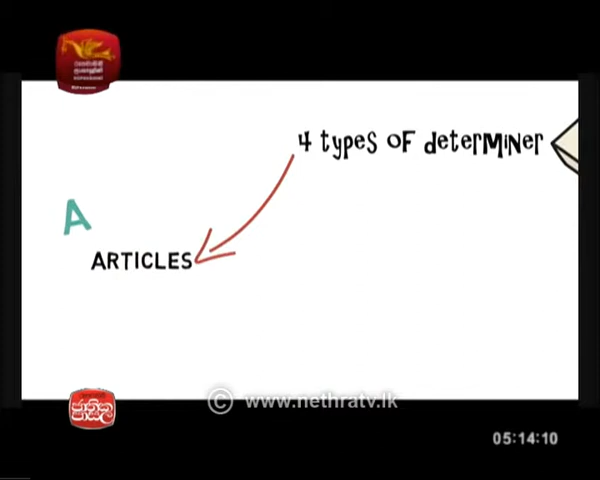 4 types of determiner
A
ARTICLES
© www.nethratv.lk
05:14:10